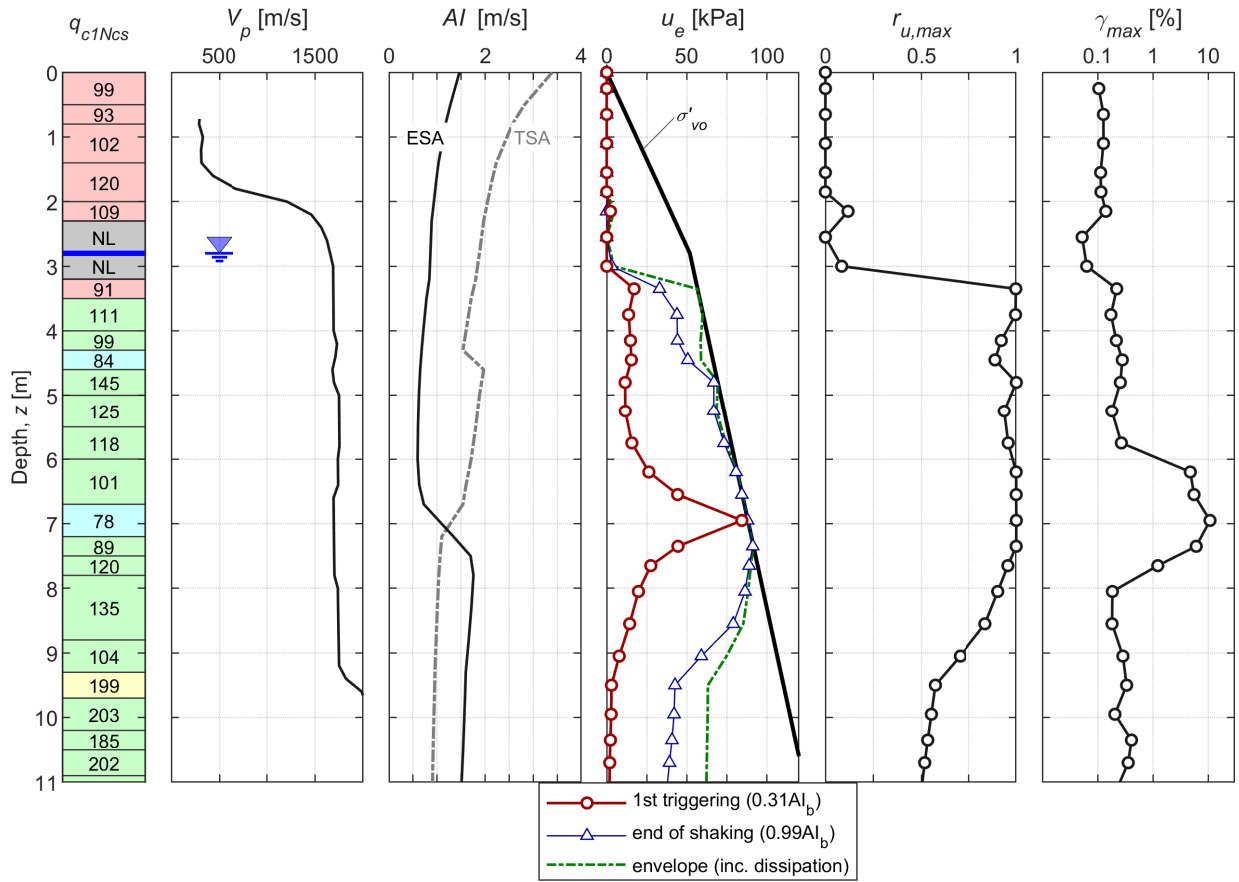 q_c1Ncs
V_p [m/s]
500 1500
AI [m/s]
0 2 4
u_e [kPa]
0 50 100
r_u,max
0 0.5 1
γ_max [%]
0.1 1 10
Depth, z [m]
0
1
2
3
4
5
6
7
8
9
10
11
99
93
102
120
109
NL
NL
91
111
99
84
145
125
118
101
78
89
120
135
104
199
203
185
202
ESA
TSA
σ'_vo
1st triggering (0.31AI_b)
end of shaking (0.99AI_b)
envelope (inc. dissipation)